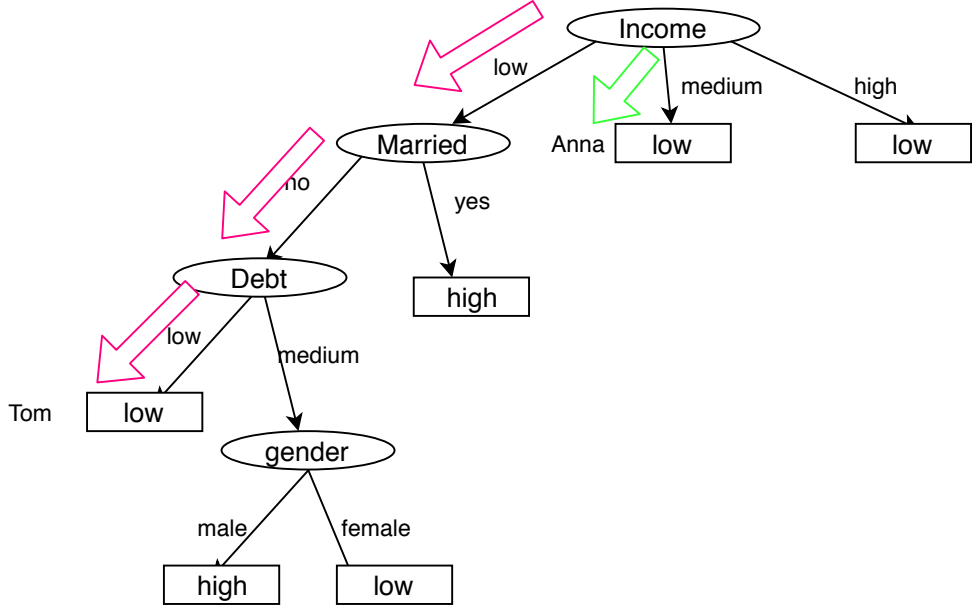 Income
low
medium
high
Married
Anna
low
low
no
yes
Debt
high
low
medium
Tom
low
gender
male
female
high
low